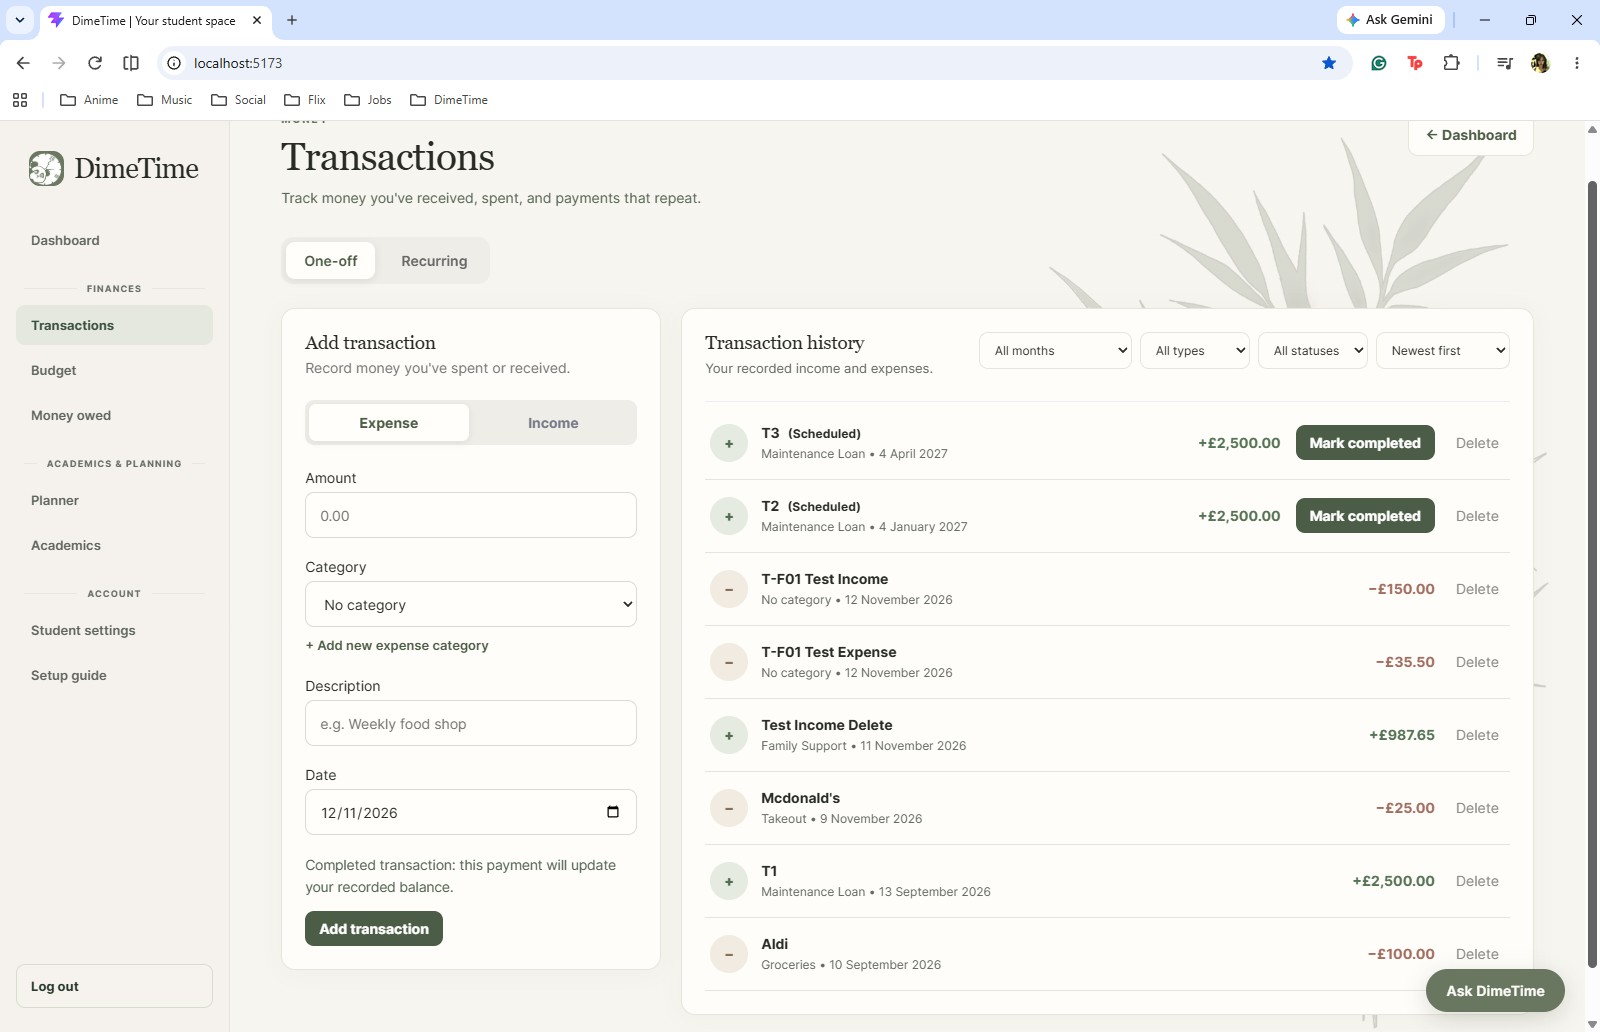 DimeTime | Your student space
Ask Gemini
localhost:5173
Anime
Music
Social
Flix
Jobs
DimeTime
DimeTime
Dashboard
FINANCES
Transactions
Budget
Money owed
ACADEMICS & PLANNING
Planner
Academics
ACCOUNT
Student settings
Setup guide
Log out
← Dashboard
Transactions
Track money you've received, spent, and payments that repeat.
One-off
Recurring
Add transaction
Record money you've spent or received.
Expense
Income
Amount
0.00
Category
No category
+ Add new expense category
Description
e.g. Weekly food shop
Date
12/11/2026
Completed transaction: this payment will update
your recorded balance.
Add transaction
Transaction history
Your recorded income and expenses.
All months
All types
All statuses
Newest first
+ T3 (Scheduled) +£2,500.00 Mark completed Delete
Maintenance Loan • 4 April 2027
+ T2 (Scheduled) +£2,500.00 Mark completed Delete
Maintenance Loan • 4 January 2027
− T-F01 Test Income −£150.00 Delete
No category • 12 November 2026
− T-F01 Test Expense −£35.50 Delete
No category • 12 November 2026
+ Test Income Delete +£987.65 Delete
Family Support • 11 November 2026
− Mcdonald's −£25.00 Delete
Takeout • 9 November 2026
+ T1 +£2,500.00 Delete
Maintenance Loan • 13 September 2026
− Aldi −£100.00 Delete
Groceries • 10 September 2026
Ask DimeTime